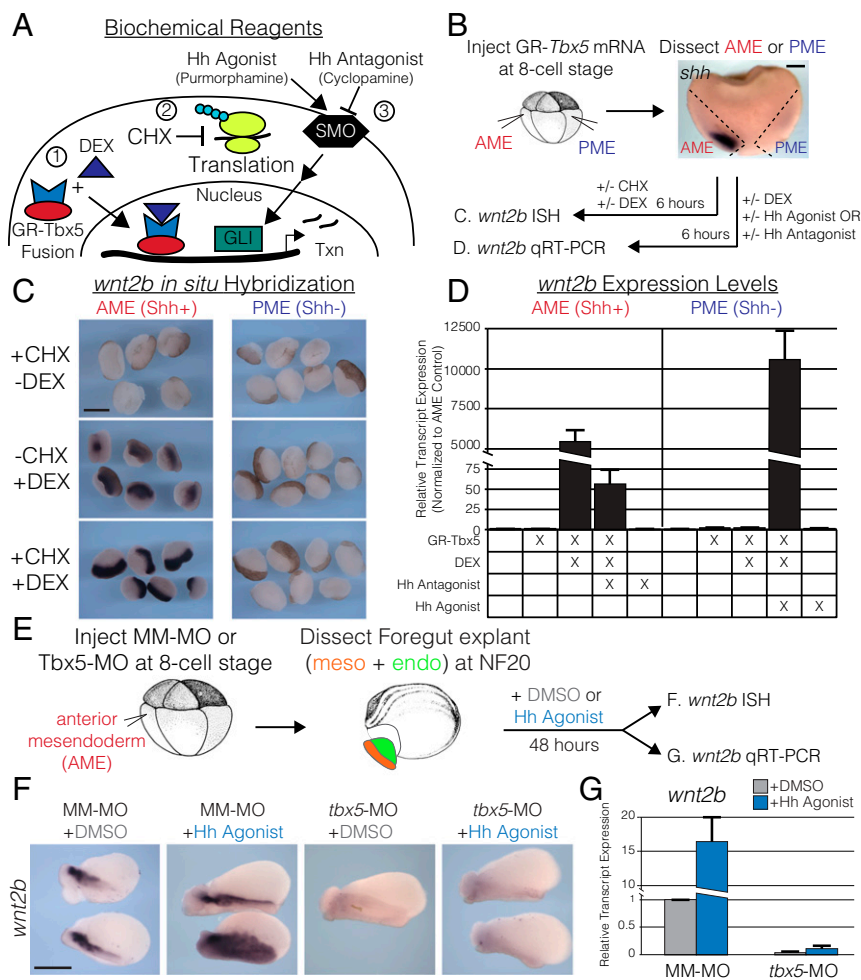 A
Biochemical Reagents
Hh Agonist
(Purmorphamine)
Hh Antagonist
(Cyclopamine)
①
②
③
DEX
+
GR-Tbx5
Fusion
CHX
Translation
SMO
Nucleus
GLI
Txn
B
Inject GR-Tbx5 mRNA
at 8-cell stage
Dissect AME or PME
shh
AME
PME
AME
PME
+/- CHX
+/- DEX
6 hours
+/- DEX
+/- Hh Agonist OR
+/- Hh Antagonist
6 hours
C. wnt2b ISH
D. wnt2b qRT-PCR
C
wnt2b in situ Hybridization
AME (Shh+)
PME (Shh-)
+CHX
-DEX
-CHX
+DEX
+CHX
+DEX
D
wnt2b Expression Levels
AME (Shh+)
PME (Shh-)
Relative Transcript Expression
(Normalized to AME Control)
12500
10000
7500
5000
75
50
25
0
GR-Tbx5 X X X X X X
DEX X X X X
Hh Antagonist X X
Hh Agonist X X
E
Inject MM-MO or
Tbx5-MO at 8-cell stage
anterior
mesendoderm
(AME)
Dissect Foregut explant
(meso + endo) at NF20
+ DMSO or
Hh Agonist
48 hours
F. wnt2b ISH
G. wnt2b qRT-PCR
F
MM-MO
+DMSO
MM-MO
+Hh Agonist
tbx5-MO
+DMSO
tbx5-MO
+Hh Agonist
wnt2b
G
wnt2b
+DMSO
+Hh Agonist
Relative Transcript Expression
20
15
10
1
0.5
0
MM-MO
tbx5-MO